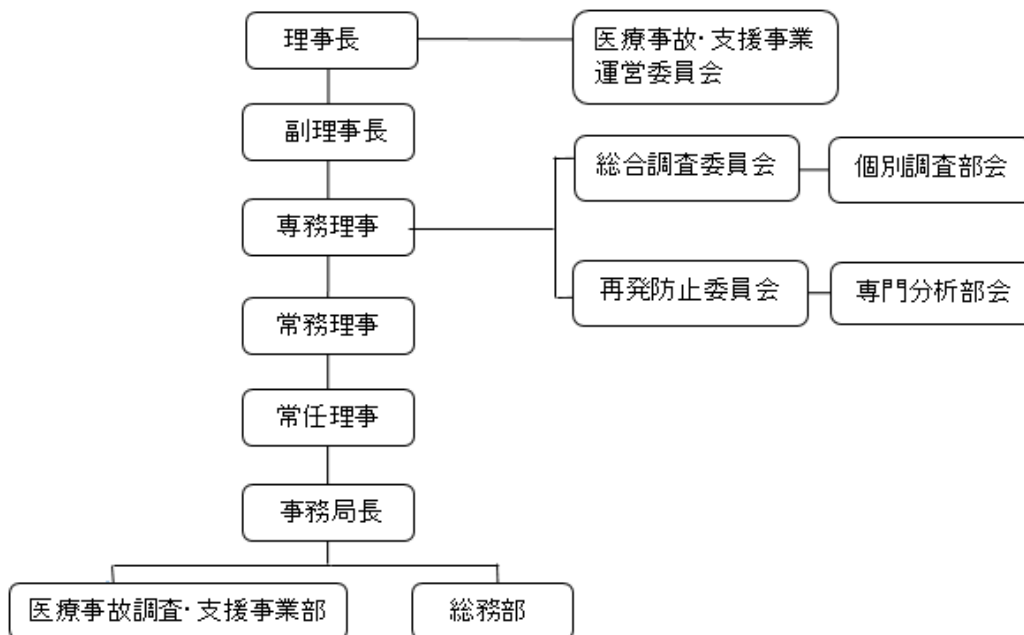 理事長
医療事故・支援事業
運営委員会
副理事長
総合調査委員会
個別調査部会
専務理事
再発防止委員会
専門分析部会
常務理事
常任理事
事務局長
医療事故調査・支援事業部
総務部